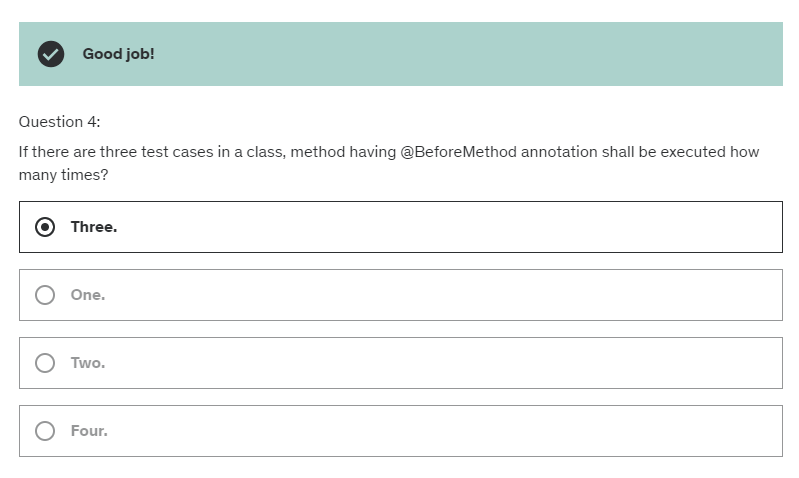 Good job!
Question 4:
If there are three test cases in a class, method having @BeforeMethod annotation shall be executed how
many times?
Three.
One.
Two.
Four.